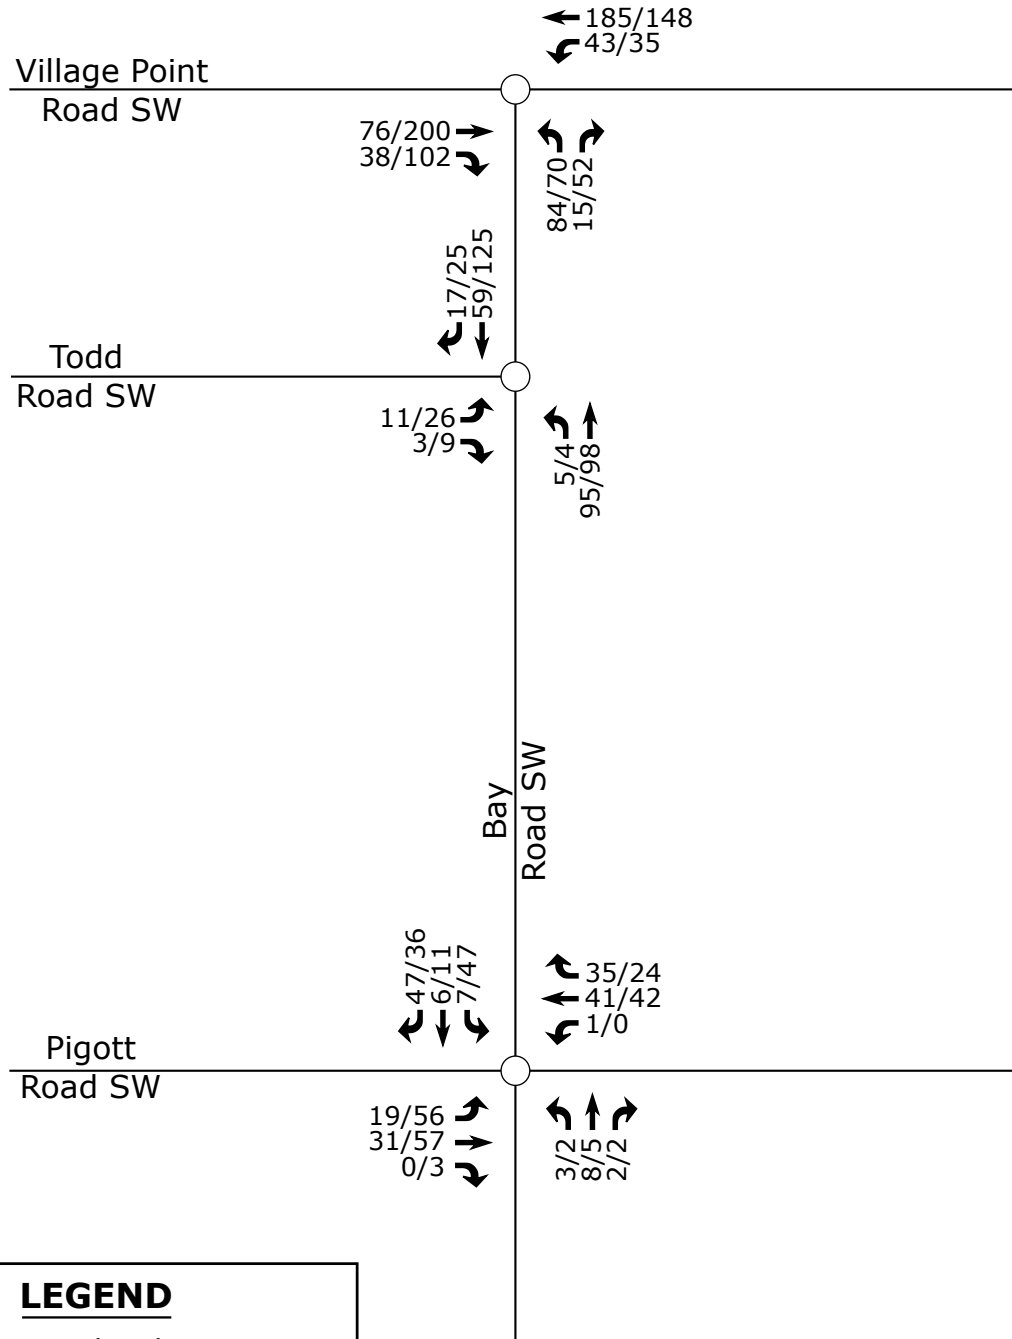 185/148
43/35
Village Point
Road SW
76/200
38/102
84/70
15/52
17/25
59/125
Todd
Road SW
11/26
3/9
5/4
95/98
Bay
Road SW
47/36
6/11
7/47
35/24
41/42
1/0
Pigott
Road SW
19/56
31/57
0/3
3/2
8/5
2/2
LEGEND